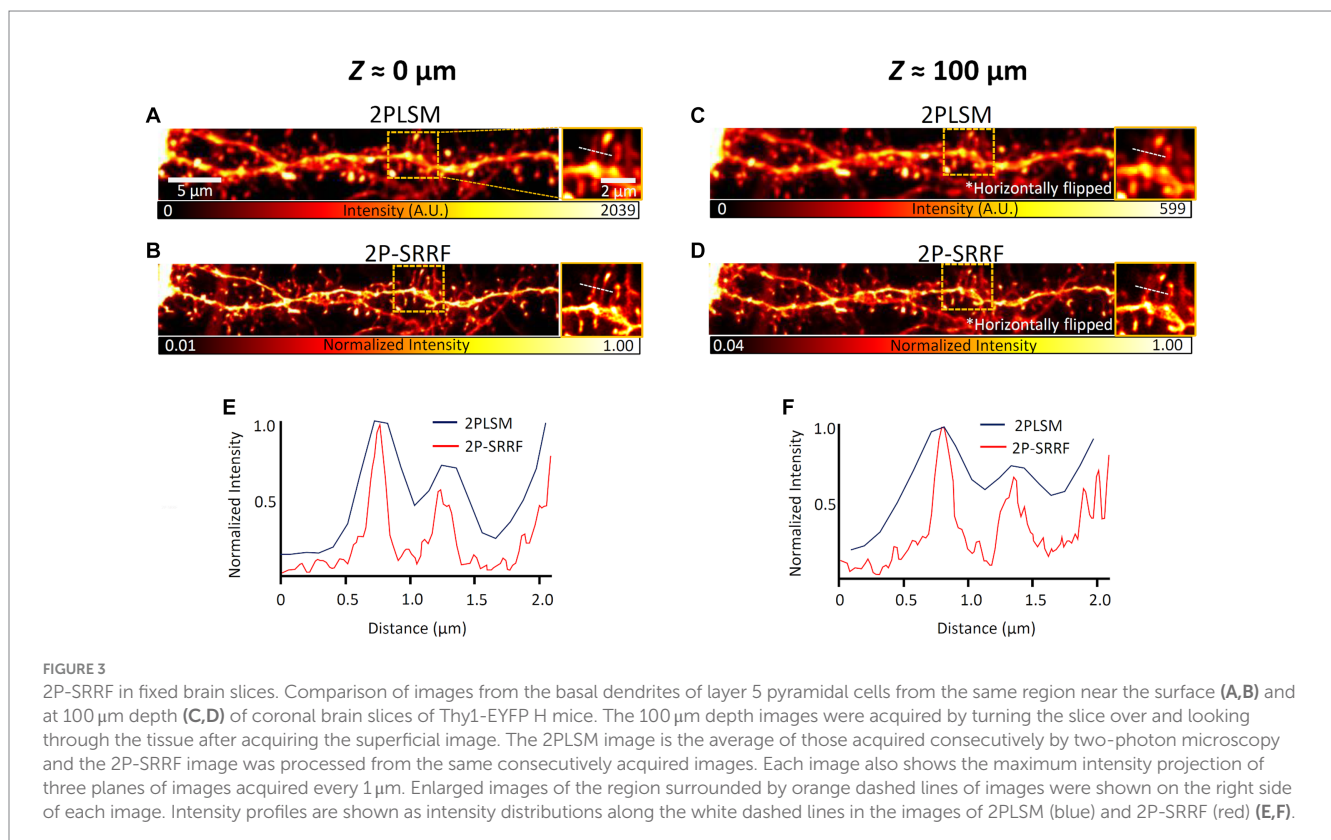 Z ≈ 0 µm
Z ≈ 100 µm
A
2PLSM
5 µm
2 µm
0
Intensity (A.U.)
2039
B
2P-SRRF
0.01
Normalized Intensity
1.00
C
2PLSM
*Horizontally flipped
0
Intensity (A.U.)
599
D
2P-SRRF
*Horizontally flipped
0.04
Normalized Intensity
1.00
E
2PLSM
2P-SRRF
Normalized Intensity
1.0
0.5
0 0.5 1.0 1.5 2.0
Distance (µm)
F
2PLSM
2P-SRRF
Normalized Intensity
1.0
0.5
0 0.5 1.0 1.5 2.0
Distance (µm)
FIGURE 3
2P-SRRF in fixed brain slices. Comparison of images from the basal dendrites of layer 5 pyramidal cells from the same region near the surface (A,B) and
at 100 µm depth (C,D) of coronal brain slices of Thy1-EYFP H mice. The 100 µm depth images were acquired by turning the slice over and looking
through the tissue after acquiring the superficial image. The 2PLSM image is the average of those acquired consecutively by two-photon microscopy
and the 2P-SRRF image was processed from the same consecutively acquired images. Each image also shows the maximum intensity projection of
three planes of images acquired every 1 µm. Enlarged images of the region surrounded by orange dashed lines of images were shown on the right side
of each image. Intensity profiles are shown as intensity distributions along the white dashed lines in the images of 2PLSM (blue) and 2P-SRRF (red) (E,F).